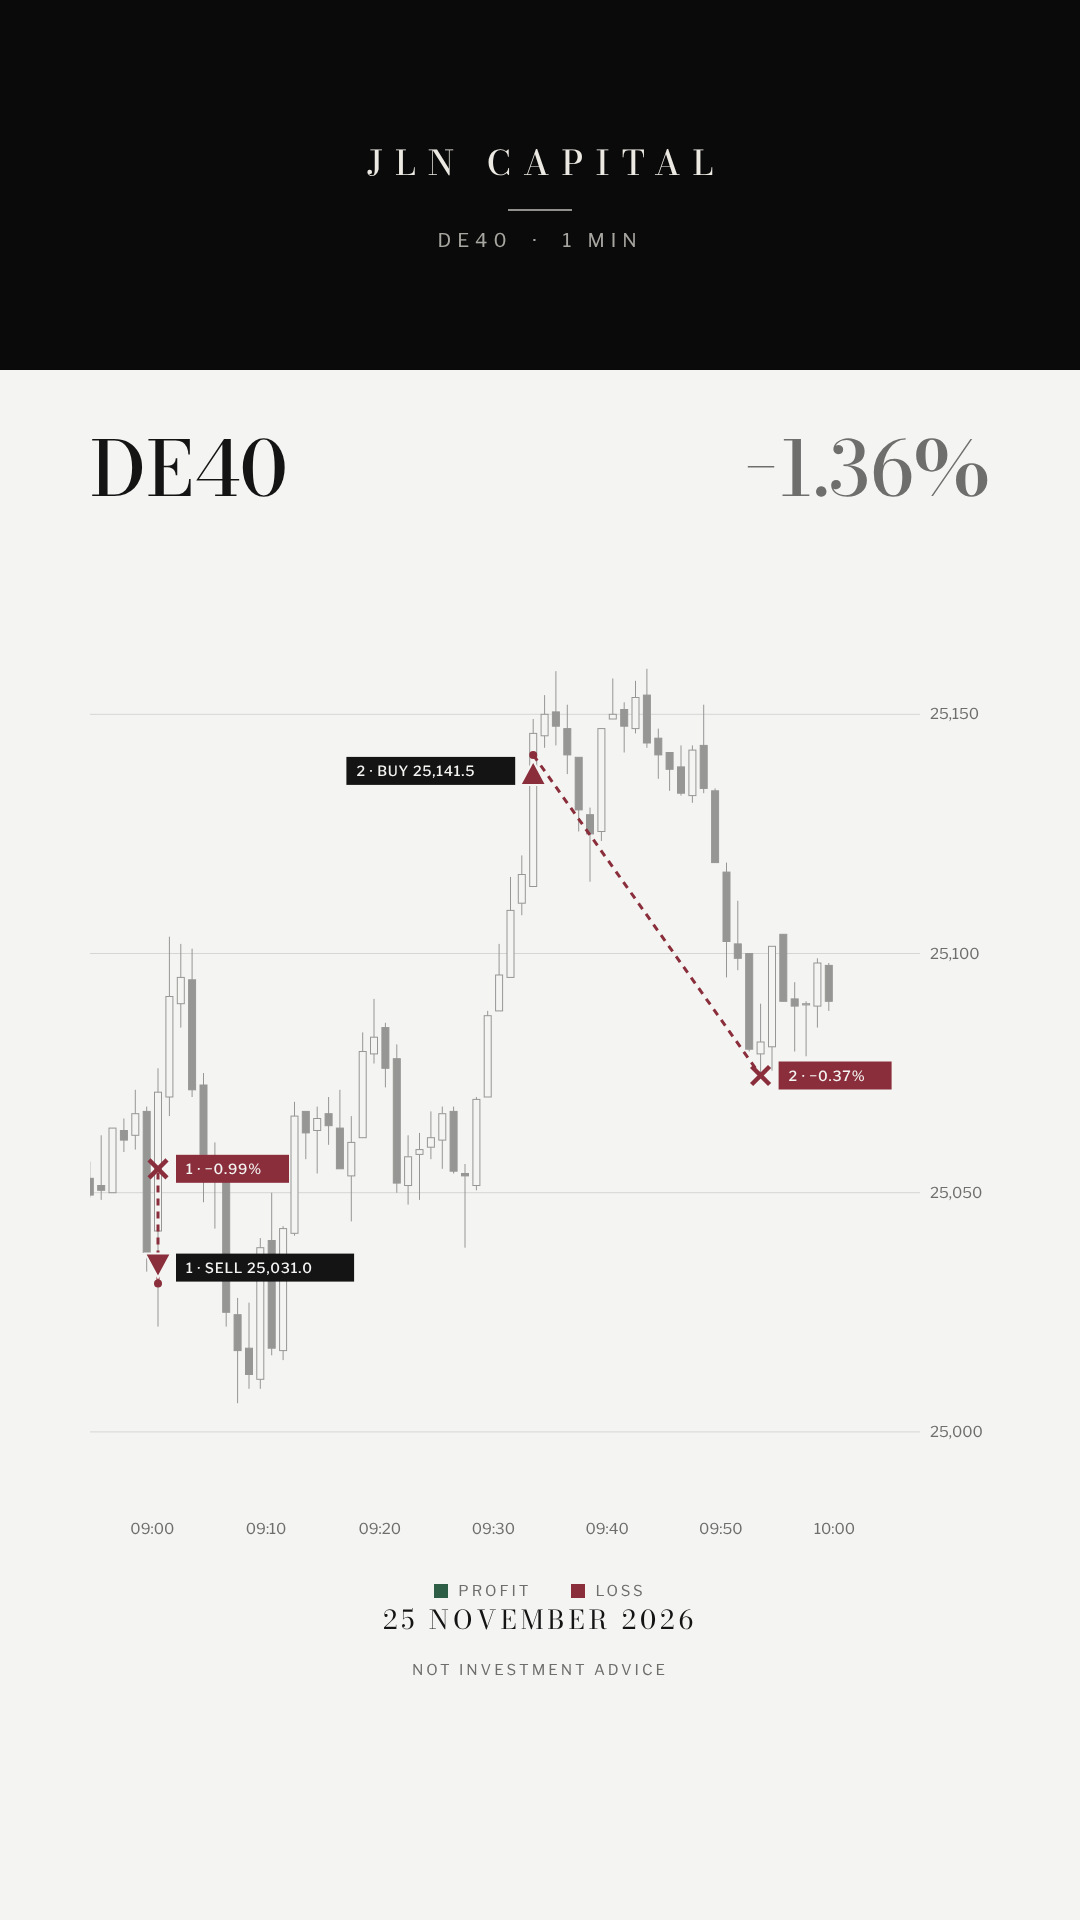 JLN CAPITAL
DE40 · 1 MIN
DE40
−1.36%
25,150
2 · BUY 25,141.5
25,100
2 · −0.37%
1 · −0.99%
25,050
1 · SELL 25,031.0
25,000
09:00 09:10 09:20 09:30 09:40 09:50 10:00
PROFIT LOSS
25 NOVEMBER 2026
NOT INVESTMENT ADVICE